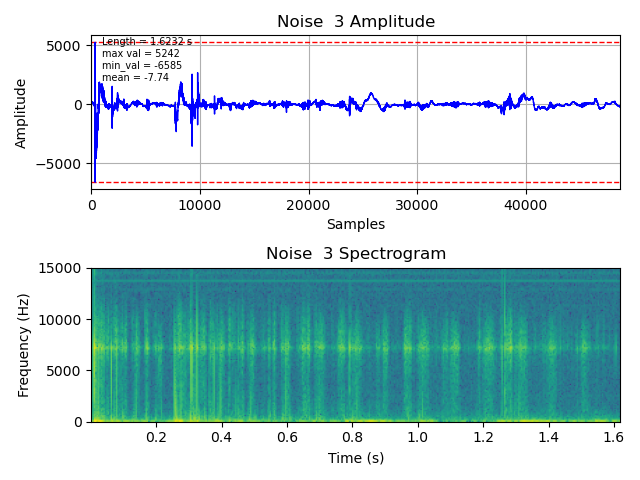 Noise  3 Amplitude
Length = 1.6232 s
max val = 5242
min_val = -6585
mean = -7.74
5000
0
−5000
Amplitude
0 10000 20000 30000 40000
Samples
Noise  3 Spectrogram
15000
10000
5000
0
Frequency (Hz)
0.2 0.4 0.6 0.8 1.0 1.2 1.4 1.6
Time (s)